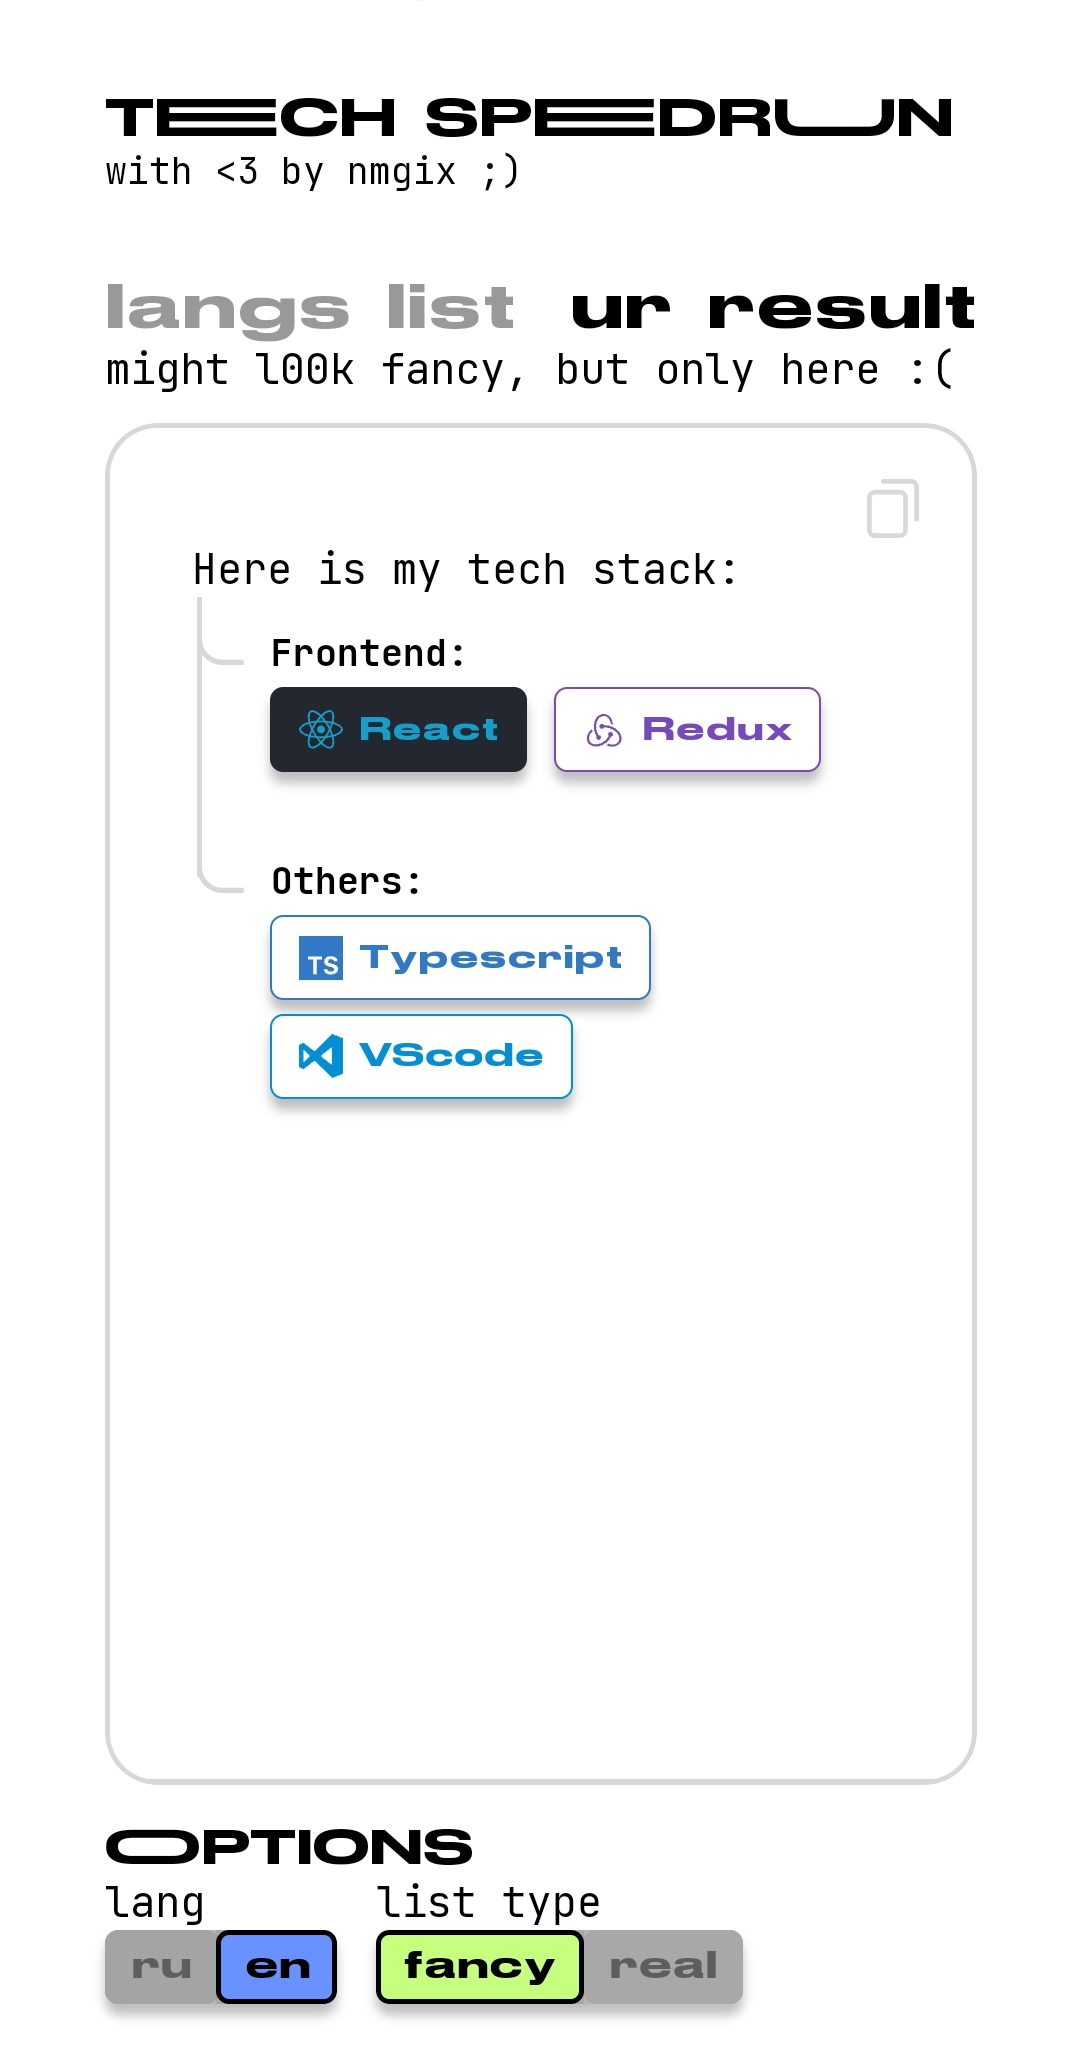 TECH SPEEDRUN
with <3 by nmgix ;)
langs list ur result
might l00k fancy, but only here :(
Here is my tech stack:
Frontend:
React Redux
Others:
TS Typescript
VScode
OPTIONS
lang list type
ru en fancy real